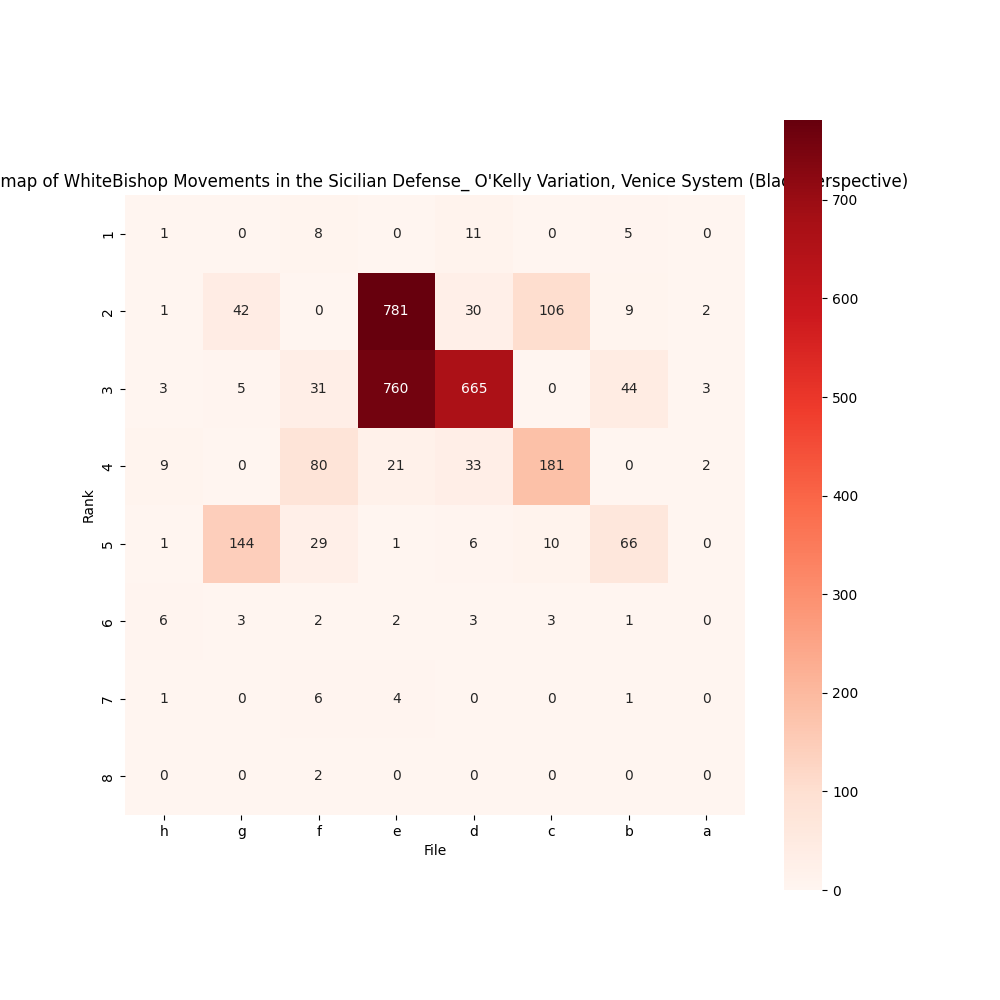 map of WhiteBishop Movements in the Sicilian Defense_ O'Kelly Variation, Venice System (Black Perspective)
700
1 1 0 8 0 11 0 5 0
600
2 1 42 0 781 30 106 9 2
3 3 5 31 760 665 0 44 3
500
400
4 9 0 80 21 33 181 0 2
Rank
5 1 144 29 1 6 10 66 0
300
6 6 3 2 2 3 3 1 0
200
7 1 0 6 4 0 0 1 0
8 0 0 2 0 0 0 0 0
100
h g f e d c b a
File
0